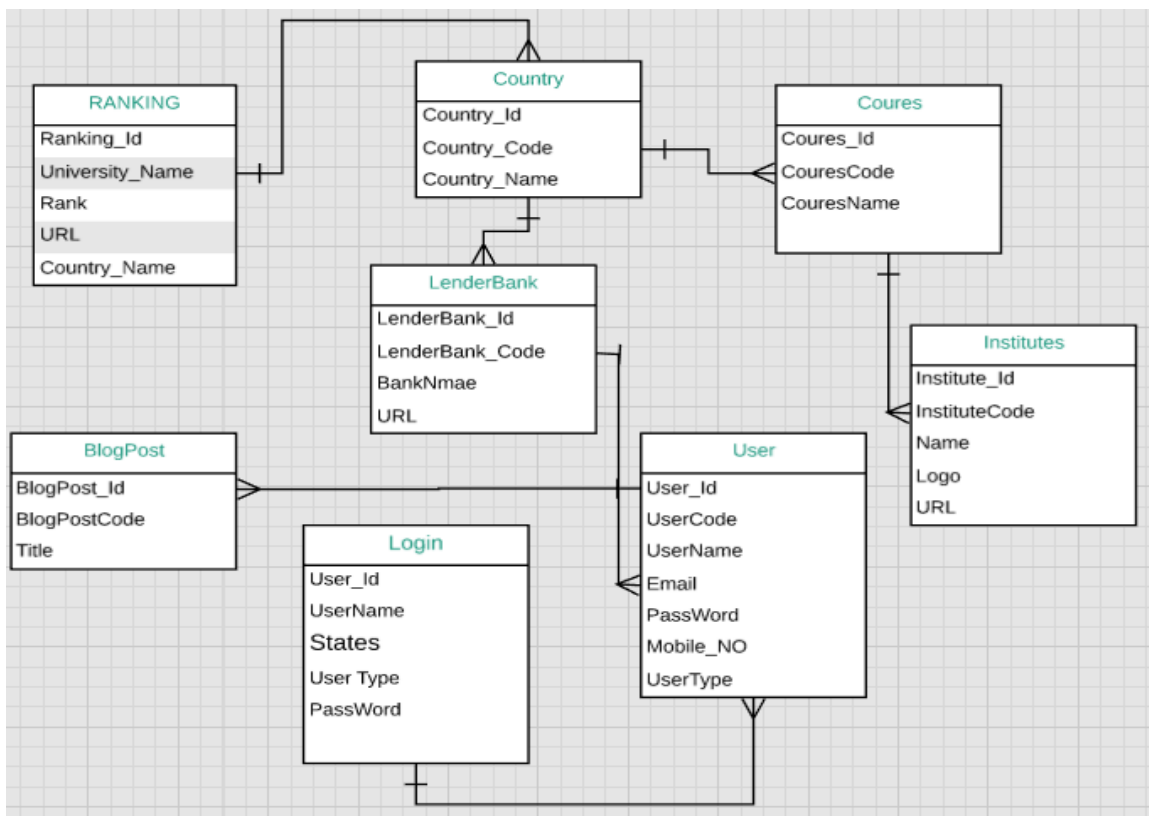 RANKING
Ranking_Id
University_Name
Rank
URL
Country_Name
Country
Country_Id
Country_Code
Country_Name
Coures
Coures_Id
CouresCode
CouresName
LenderBank
LenderBank_Id
LenderBank_Code
BankNmae
URL
Institutes
Institute_Id
InstituteCode
Name
Logo
URL
BlogPost
BlogPost_Id
BlogPostCode
Title
Login
User_Id
UserName
States
User Type
PassWord
User
User_Id
UserCode
UserName
Email
PassWord
Mobile_NO
UserType